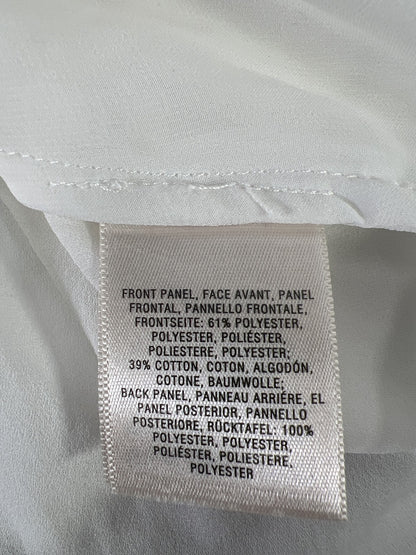 FRONT PANEL, FACE AVANT, PANEL
FRONTAL, PANNELLO FRONTALE,
FRONTSEITE: 61% POLYESTER,
POLYESTER, POLIÉSTER,
POLIESTERE, POLYESTER;
39% COTTON, COTON, ALGODÓN,
COTONE, BAUMWOLLE;
BACK PANEL, PANNEAU ARRIÉRE, EL
PANEL POSTERIOR, PANNELLO
POSTERIORE, RÜCKTAFEL: 100%
POLYESTER, POLYESTER,
POLIÉSTER, POLIESTERE,
POLYESTER